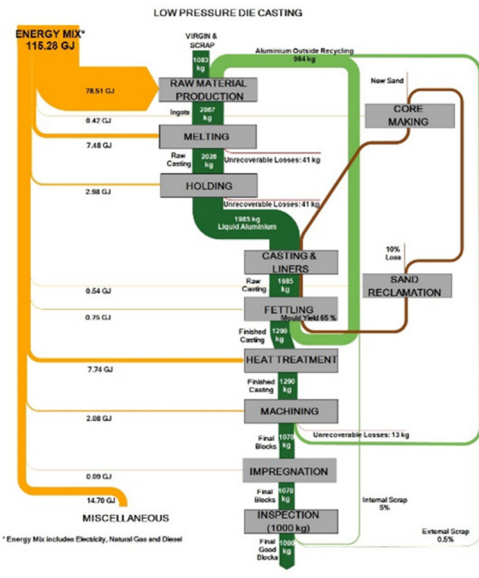 LOW PRESSURE DIE CASTING
ENERGY MIX*
115.28 GJ
VIRGIN &
SCRAP
1083
kg
Aluminium Outside Recycling
984 kg
78.51 GJ
RAW MATERIAL
PRODUCTION
New Sand
Ingots
2067
kg
0.42 GJ
CORE
MAKING
7.48 GJ
MELTING
Raw
Casting
2026
kg
Unrecoverable Losses: 41 kg
2.98 GJ
HOLDING
Unrecoverable Losses: 41 kg
1985 kg
Liquid Aluminium
10%
Loss
CASTING &
LINERS
Raw
Casting
1985
kg
0.54 GJ
SAND
RECLAMATION
0.75 GJ
FETTLING
Mould Yield 65 %
Finished
Casting
1290
kg
7.74 GJ
HEAT TREATMENT
Finished
Casting
1290
kg
2.08 GJ
MACHINING
Final
Blocks
1070
kg
Unrecoverable Losses: 13 kg
0.09 GJ
IMPREGNATION
14.70 GJ
Final
Blocks
1070
kg
Internal Scrap
5%
MISCELLANEOUS
INSPECTION
(1000 kg)
External Scrap
0.5%
* Energy Mix includes Electricity, Natural Gas and Diesel
Final
Good
Blocks
1000
kg